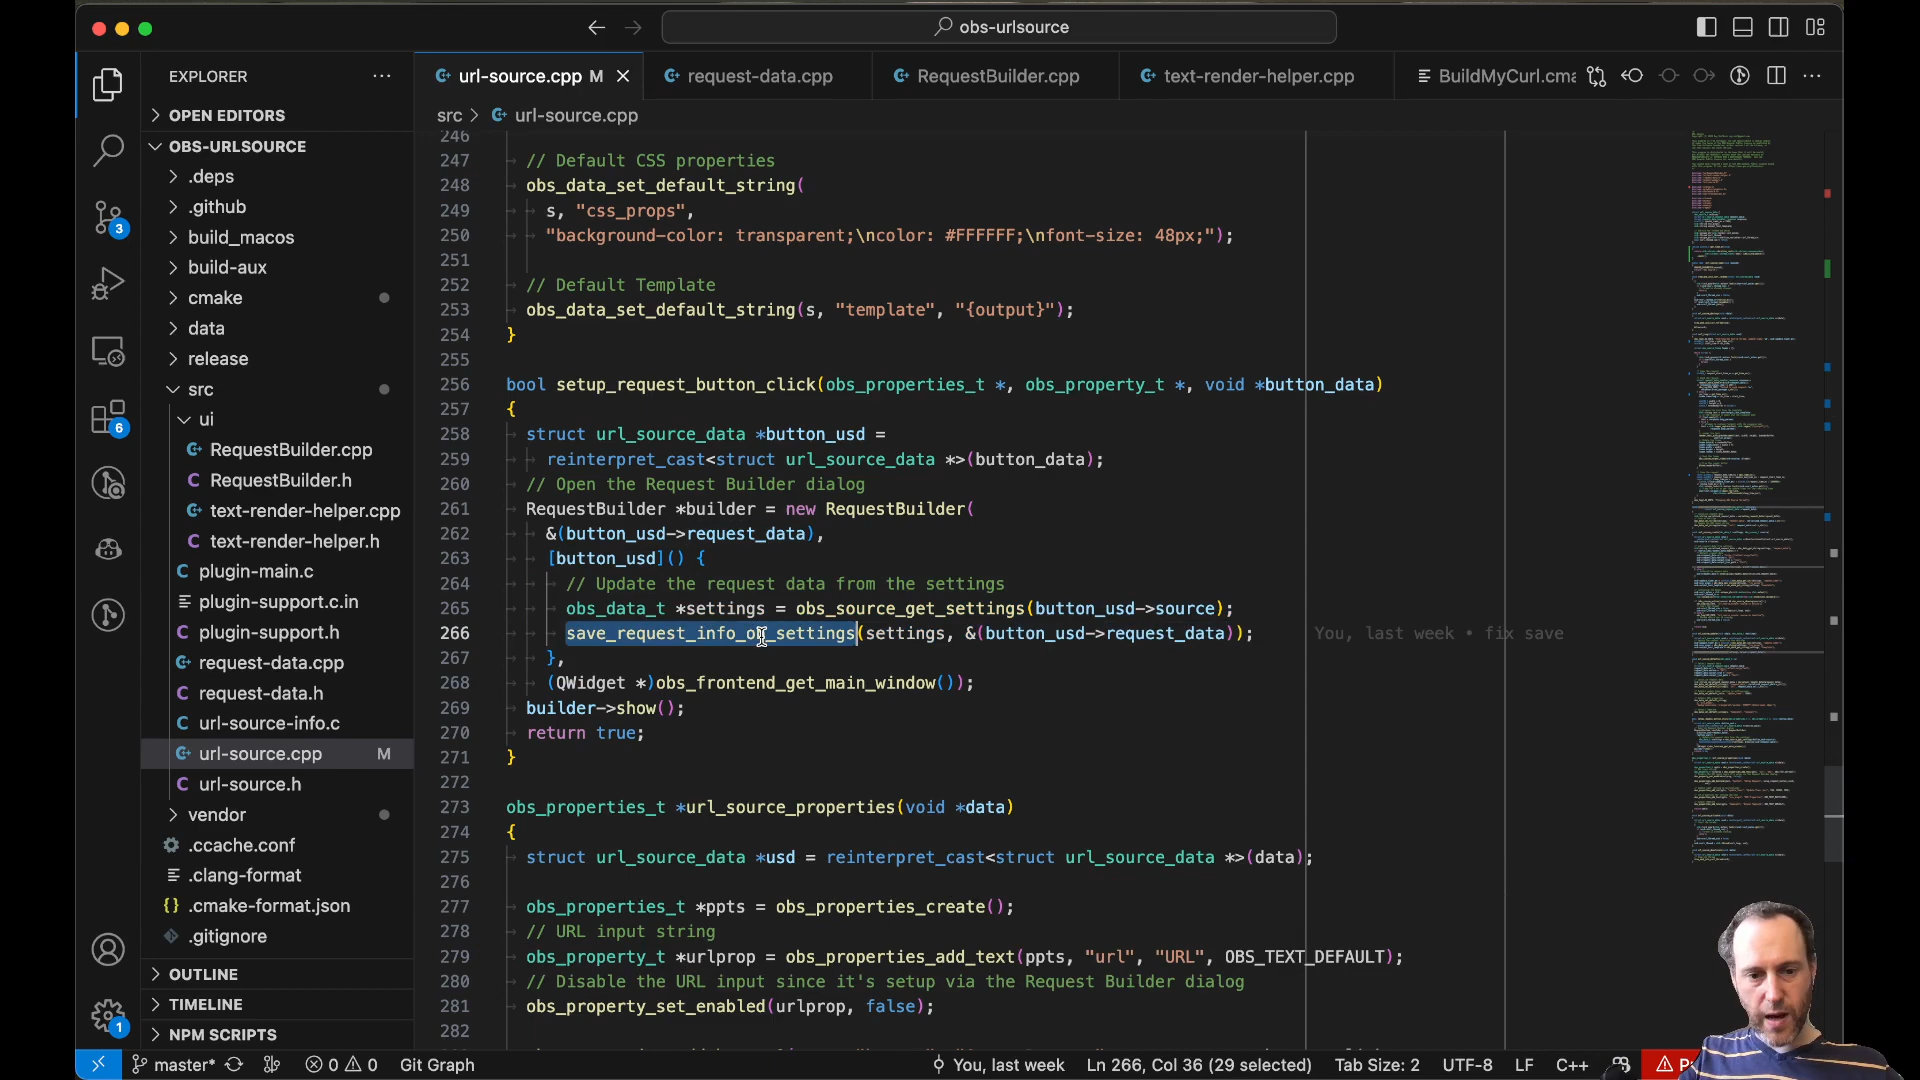 obs-urlsource
EXPLORER
url-source.cpp M
request-data.cpp
RequestBuilder.cpp
text-render-helper.cpp
BuildMyCurl.cma
OPEN EDITORS
src > url-source.cpp
OBS-URLSOURCE
.deps
.github
build_macos
build-aux
cmake
data
release
src
ui
RequestBuilder.cpp
RequestBuilder.h
text-render-helper.cpp
text-render-helper.h
plugin-main.c
plugin-support.c.in
plugin-support.h
request-data.cpp
request-data.h
url-source-info.c
url-source.cpp M
url-source.h
vendor
.ccache.conf
.clang-format
.cmake-format.json
.gitignore
OUTLINE
TIMELINE
NPM SCRIPTS
3
6
1
246
247 // Default CSS properties
248 obs_data_set_default_string(
249 s, "css_props",
250 "background-color: transparent;\ncolor: #FFFFFF;\nfont-size: 48px;");
251
252 // Default Template
253 obs_data_set_default_string(s, "template", "{output}");
254 }
255
256 bool setup_request_button_click(obs_properties_t *, obs_property_t *, void *button_data)
257 {
258 struct url_source_data *button_usd =
259 reinterpret_cast<struct url_source_data *>(button_data);
260 // Open the Request Builder dialog
261 RequestBuilder *builder = new RequestBuilder(
262 &(button_usd->request_data),
263 [button_usd]() {
264 // Update the request data from the settings
265 obs_data_t *settings = obs_source_get_settings(button_usd->source);
266 save_request_info_on_settings(settings, &(button_usd->request_data)); You, last week • fix save
267 },
268 (QWidget *)obs_frontend_get_main_window());
269 builder->show();
270 return true;
271 }
272
273 obs_properties_t *url_source_properties(void *data)
274 {
275 struct url_source_data *usd = reinterpret_cast<struct url_source_data *>(data);
276
277 obs_properties_t *ppts = obs_properties_create();
278 // URL input string
279 obs_property_t *urlprop = obs_properties_add_text(ppts, "url", "URL", OBS_TEXT_DEFAULT);
280 // Disable the URL input since it's setup via the Request Builder dialog
281 obs_property_set_enabled(urlprop, false);
282
master* 0 0 Git Graph You, last week Ln 266, Col 36 (29 selected) Tab Size: 2 UTF-8 LF C++